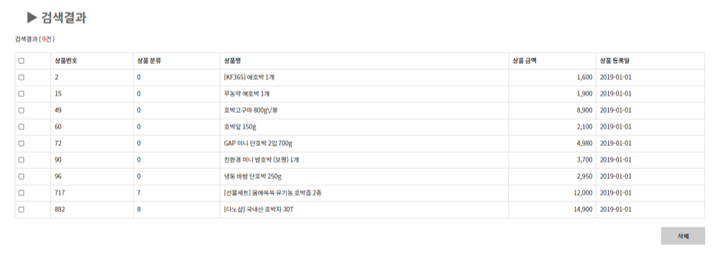 ▶ 검색결과
검색결과 ( 9건 )
상품번호 상품 분류 상품명 상품 금액 상품 등록일
2 0 [KF365] 애호박 1개 1,600 2019-01-01
15 0 무농약 애호박 1개 1,900 2019-01-01
49 0 호박고구마 800g\/봉 8,900 2019-01-01
60 0 호박잎 150g 2,100 2019-01-01
72 0 GAP 미니 단호박 2입 700g 4,980 2019-01-01
90 0 친환경 미니 밤호박 (보짱) 1개 3,700 2019-01-01
96 0 냉동 바람 단호박 250g 2,950 2019-01-01
717 7 [선물세트] 몸애쏙쏙 유기농 호박즙 2종 12,000 2019-01-01
882 8 [다노샵] 국내산 호박차 30T 14,900 2019-01-01
삭제